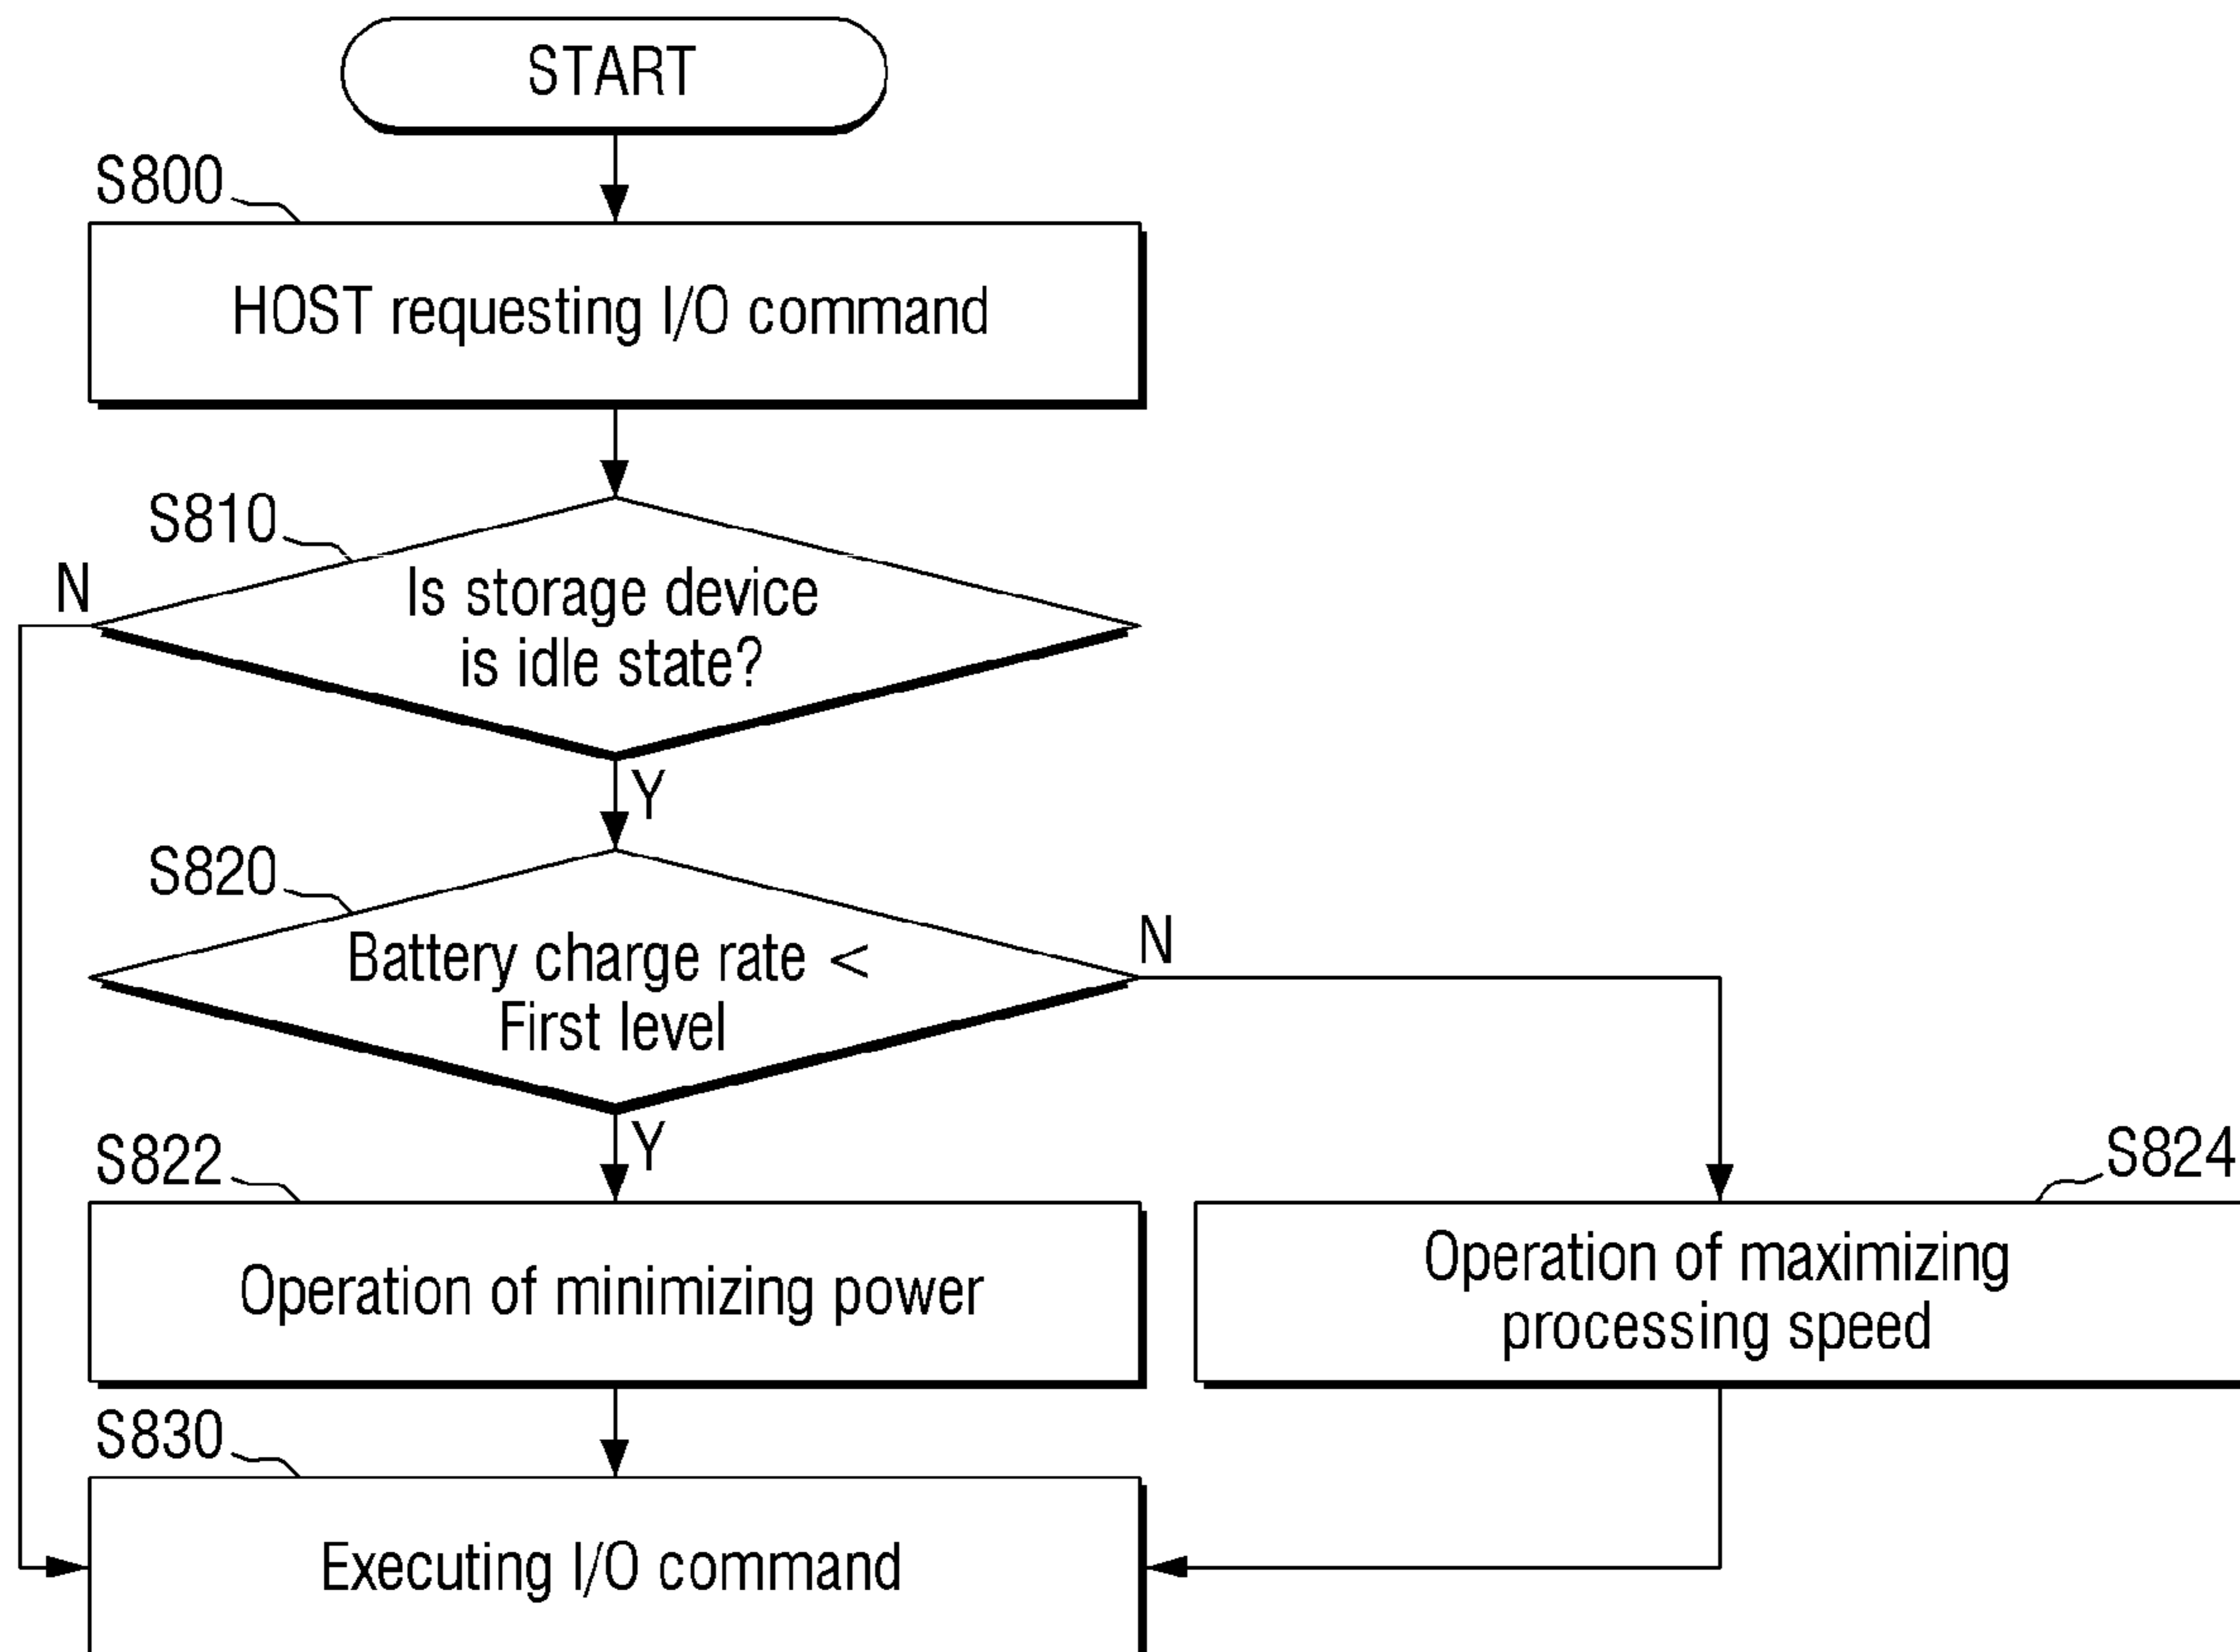 START
S800
HOST requesting I/O command
S810
N
Is storage device
is idle state?
Y
S820
N
Battery charge rate <
First level
Y
S822
S824
Operation of minimizing power
Operation of maximizing
processing speed
S830
Executing I/O command